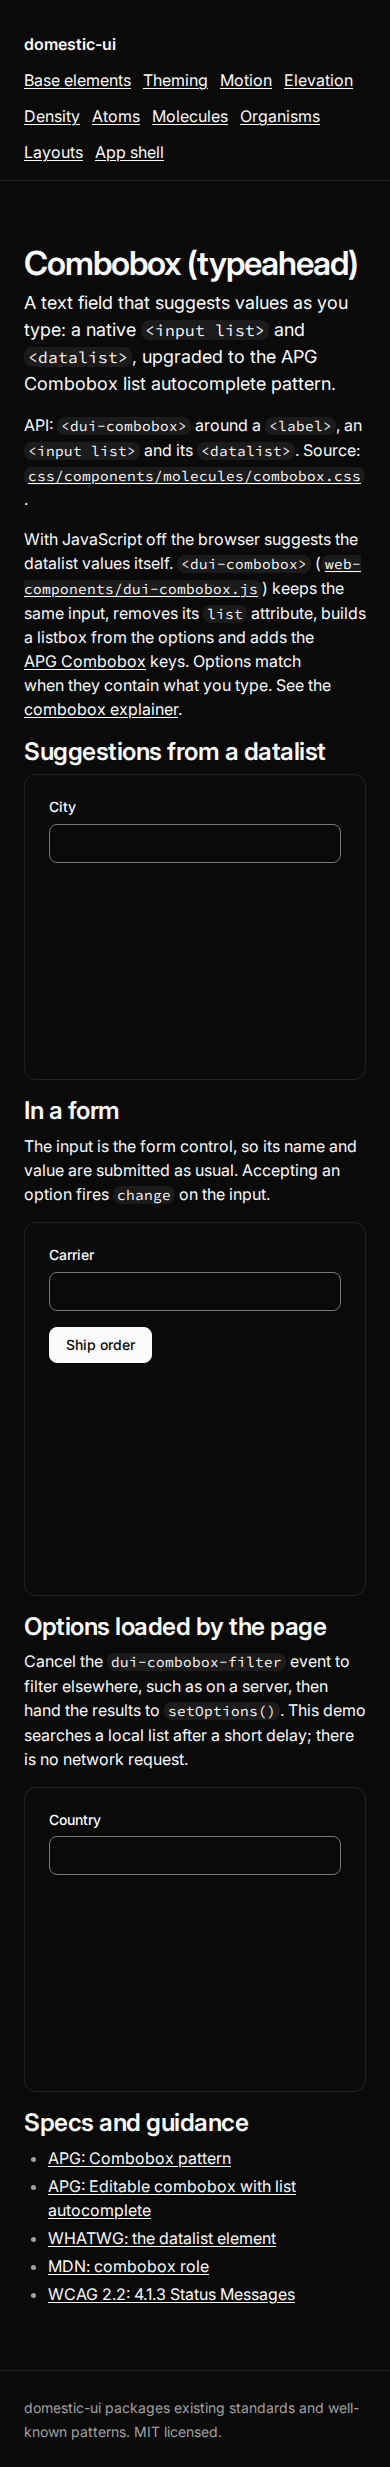 domestic-ui
Base elements Theming Motion Elevation
Density Atoms Molecules Organisms
Layouts App shell
Combobox (typeahead)
A text field that suggests values as you
type: a native <input list> and
<datalist>, upgraded to the APG
Combobox list autocomplete pattern.
API: <dui-combobox> around a <label>, an
<input list> and its <datalist>. Source:
css/components/molecules/combobox.css
.
With JavaScript off the browser suggests the
datalist values itself. <dui-combobox> (web-
components/dui-combobox.js) keeps the
same input, removes its list attribute, builds
a listbox from the options and adds the
APG Combobox keys. Options match
when they contain what you type. See the
combobox explainer.
Suggestions from a datalist
City
In a form
The input is the form control, so its name and
value are submitted as usual. Accepting an
option fires change on the input.
Carrier
Ship order
Options loaded by the page
Cancel the dui-combobox-filter event to
filter elsewhere, such as on a server, then
hand the results to setOptions(). This demo
searches a local list after a short delay; there
is no network request.
Country
Specs and guidance
• APG: Combobox pattern
• APG: Editable combobox with list
autocomplete
• WHATWG: the datalist element
• MDN: combobox role
• WCAG 2.2: 4.1.3 Status Messages
domestic-ui packages existing standards and well-
known patterns. MIT licensed.